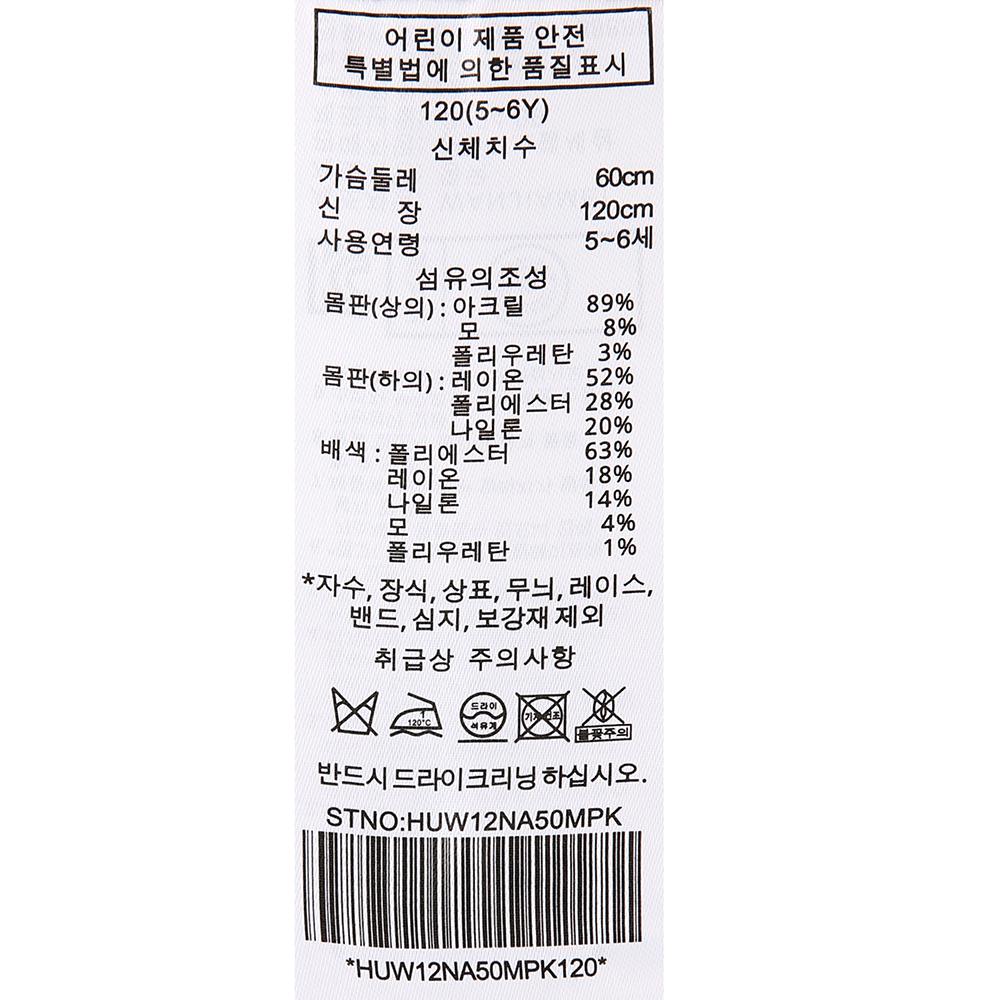 어린이 제품 안전
특별법에 의한 품질표시
120(5~6Y)
신체치수
가슴둘레 60cm
신 장 120cm
사용연령 5~6세
섬유의조성
몸판(상의) : 아크릴 89%
모 8%
폴리우레탄 3%
몸판(하의) : 레이온 52%
폴리에스터 28%
나일론 20%
배색 : 폴리에스터 63%
레이온 18%
나일론 14%
모 4%
폴리우레탄 1%
*자수, 장식, 상표, 무늬, 레이스,
밴드, 심지, 보강재 제외
취급상 주의사항
1
120°C
드라이
석유계
기계건조
불꽃주의
반드시 드라이크리닝 하십시오.
STNO:HUW12NA50MPK
*HUW12NA50MPK120*